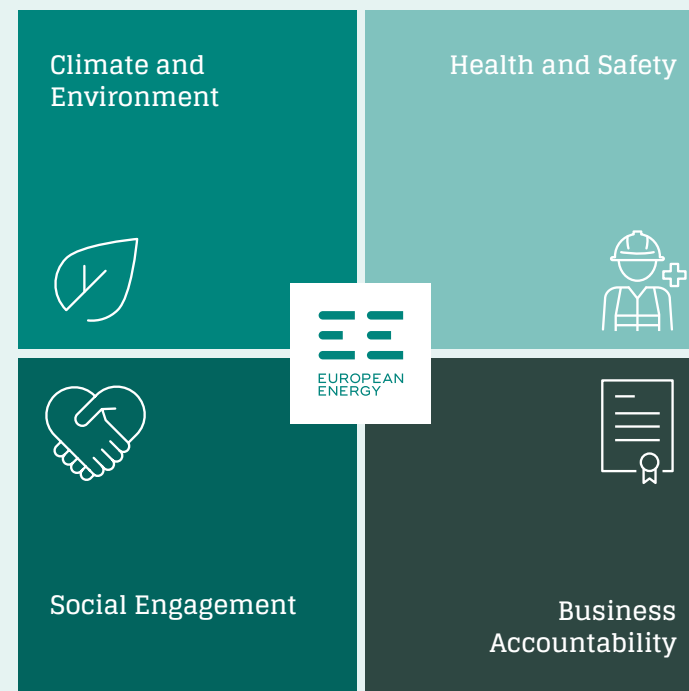 Climate and
Environment
Health and Safety
EUROPEAN
ENERGY
Social Engagement
Business
Accountability